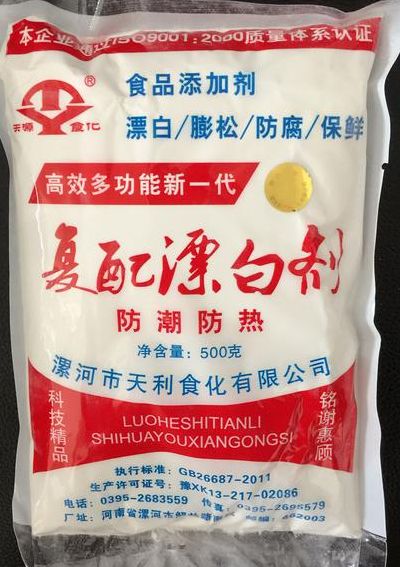 本企业通过ISO9001:2000质量体系认证
天源食化
®
食品添加剂
漂白/膨松/防腐/保鲜
高效多功能新一代
复配漂白剂
防潮防热
净含量：500克
漯河市天利食化有限公司
科技精品
LUOHESHITIANLI
SHIHUAYOUXIANGONGSI
铭谢惠顾
执行标准：GB26687-2011
生产许可证号：豫XK13-217-02086
电话：0395-2683559 传真：0395-2695579
厂址：河南省漯河市 邮编：462003